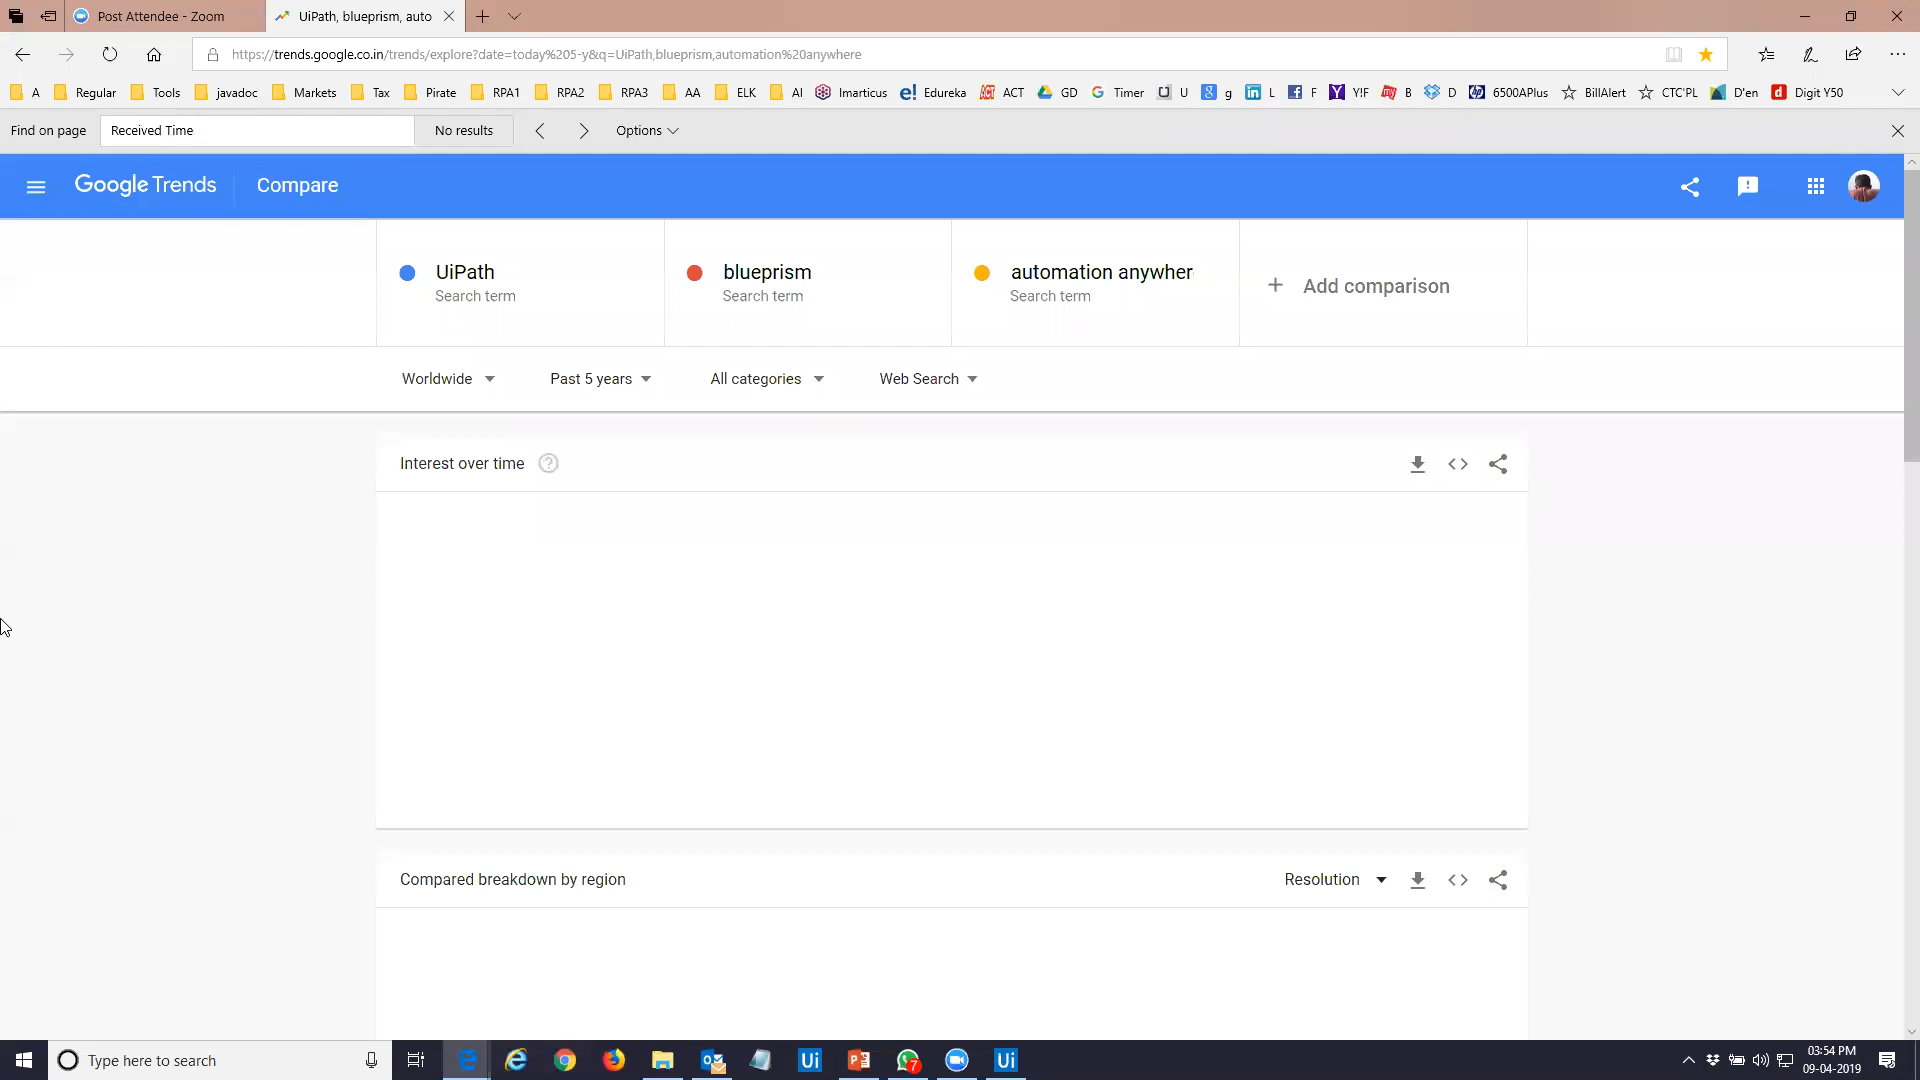 Post Attendee - Zoom
UiPath, blueprism, auto
https://trends.google.co.in/trends/explore?date=today%205-y&q=UiPath,blueprism,automation%20anywhere
A Regular Tools javadoc Markets Tax Pirate RPA1 RPA2 RPA3 AA ELK AI Imarticus Edureka ACT GD Timer U g L F Y!F B D 6500APlus BillAlert CTC'PL D'en Digit Y50
Find on page Received Time No results Options
Google Trends Compare
UiPath
Search term
blueprism
Search term
automation anywher
Search term
+ Add comparison
Worldwide Past 5 years All categories Web Search
Interest over time
Compared breakdown by region Resolution
Type here to search
03:54 PM
09-04-2019